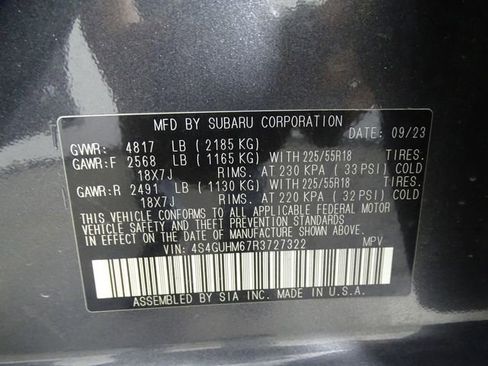 MFD BY SUBARU CORPORATION
DATE: 09/23
GVWR: 4817 LB ( 2185 KG)
GAWR:F 2568 LB ( 1165 KG) WITH 225/55R18 TIRES.
18X7J RIMS. AT 230 KPA ( 33 PSI) COLD
GAWR:R 2491 LB ( 1130 KG) WITH 225/55R18 TIRES.
18X7J RIMS. AT 220 KPA ( 32 PSI) COLD
THIS VEHICLE CONFORMS TO ALL APPLICABLE FEDERAL MOTOR
VEHICLE SAFETY AND THEFT PREVENTION STANDARDS
IN EFFECT ON THE DATE OF MANUFACTURE SHOWN ABOVE.
VIN: 4S4GUHM67R3727322 MPV
ASSEMBLED BY SIA INC. MADE IN U.S.A.